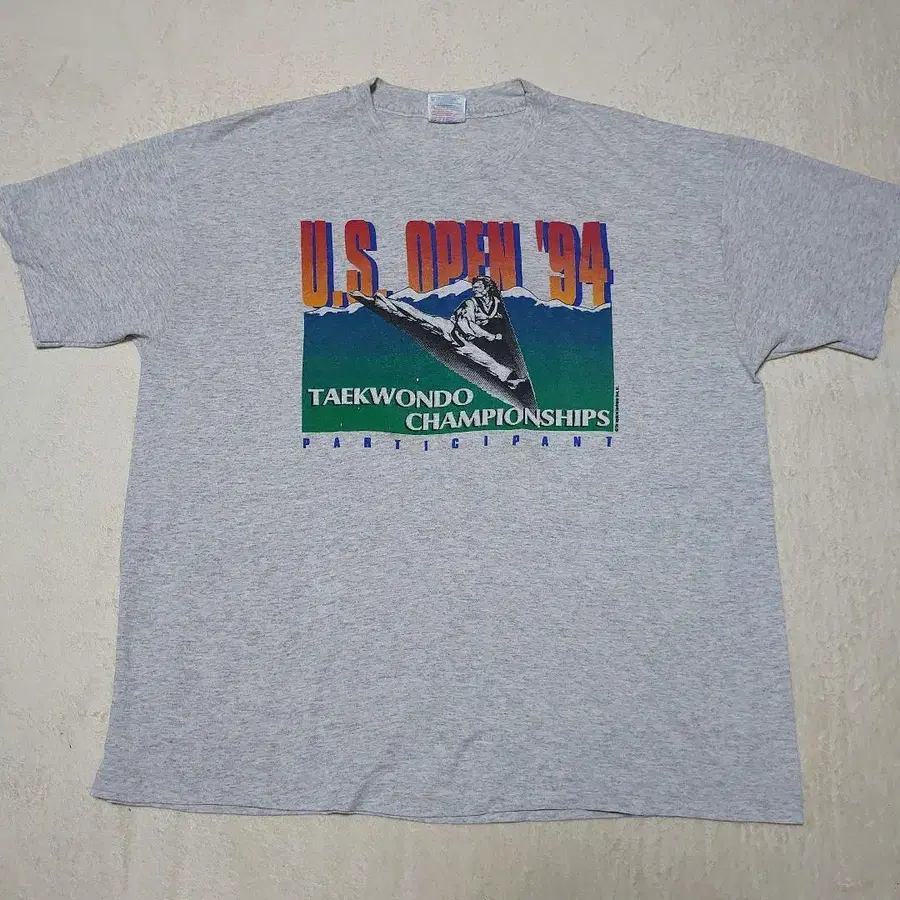 U.S. OPEN '94
TAEKWONDO
CHAMPIONSHIPS
PARTICIPANT